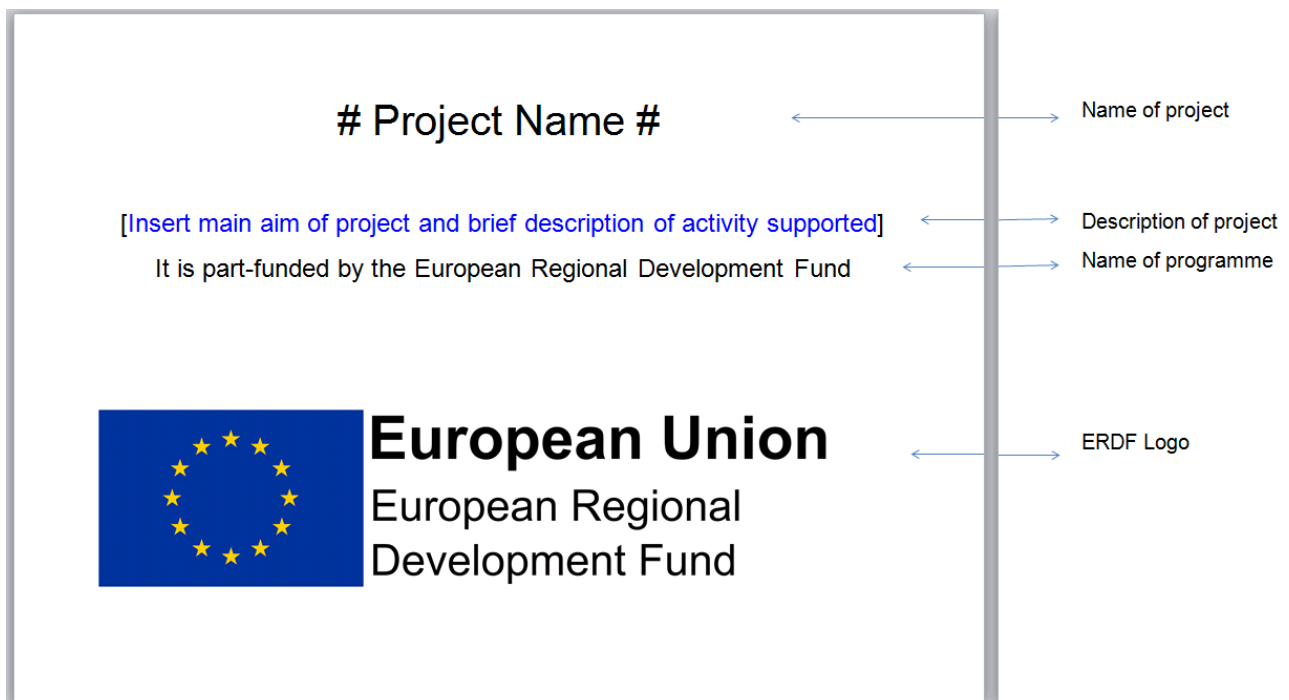 # Project Name #
Name of project
[Insert main aim of project and brief description of activity supported]
Description of project
It is part-funded by the European Regional Development Fund
Name of programme
European Union
European Regional
Development Fund
ERDF Logo